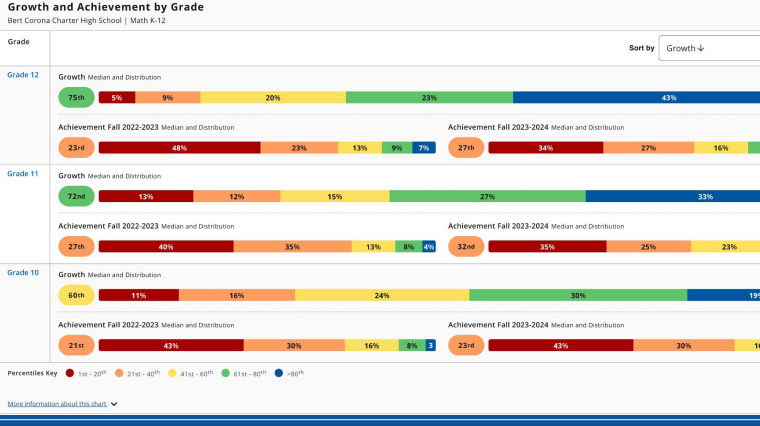 Growth and Achievement by Grade
Bert Corona Charter High School | Math K-12
Grade
Sort by Growth ↓
Grade 12
Growth Median and Distribution
75th 5% 9% 20% 23% 43%
Achievement Fall 2022-2023 Median and Distribution Achievement Fall 2023-2024 Median and Distribution
23rd 48% 23% 13% 9% 7% 27th 34% 27% 16%
Grade 11
Growth Median and Distribution
72nd 13% 12% 15% 27% 33%
Achievement Fall 2022-2023 Median and Distribution Achievement Fall 2023-2024 Median and Distribution
27th 40% 35% 13% 8% 4% 32nd 35% 25% 23%
Grade 10
Growth Median and Distribution
60th 11% 16% 24% 30% 19%
Achievement Fall 2022-2023 Median and Distribution Achievement Fall 2023-2024 Median and Distribution
21st 43% 30% 16% 8% 3 23rd 43% 30%
Percentiles Key 1st - 20th 21st - 40th 41st - 60th 61st - 80th >80th
More information about this chart